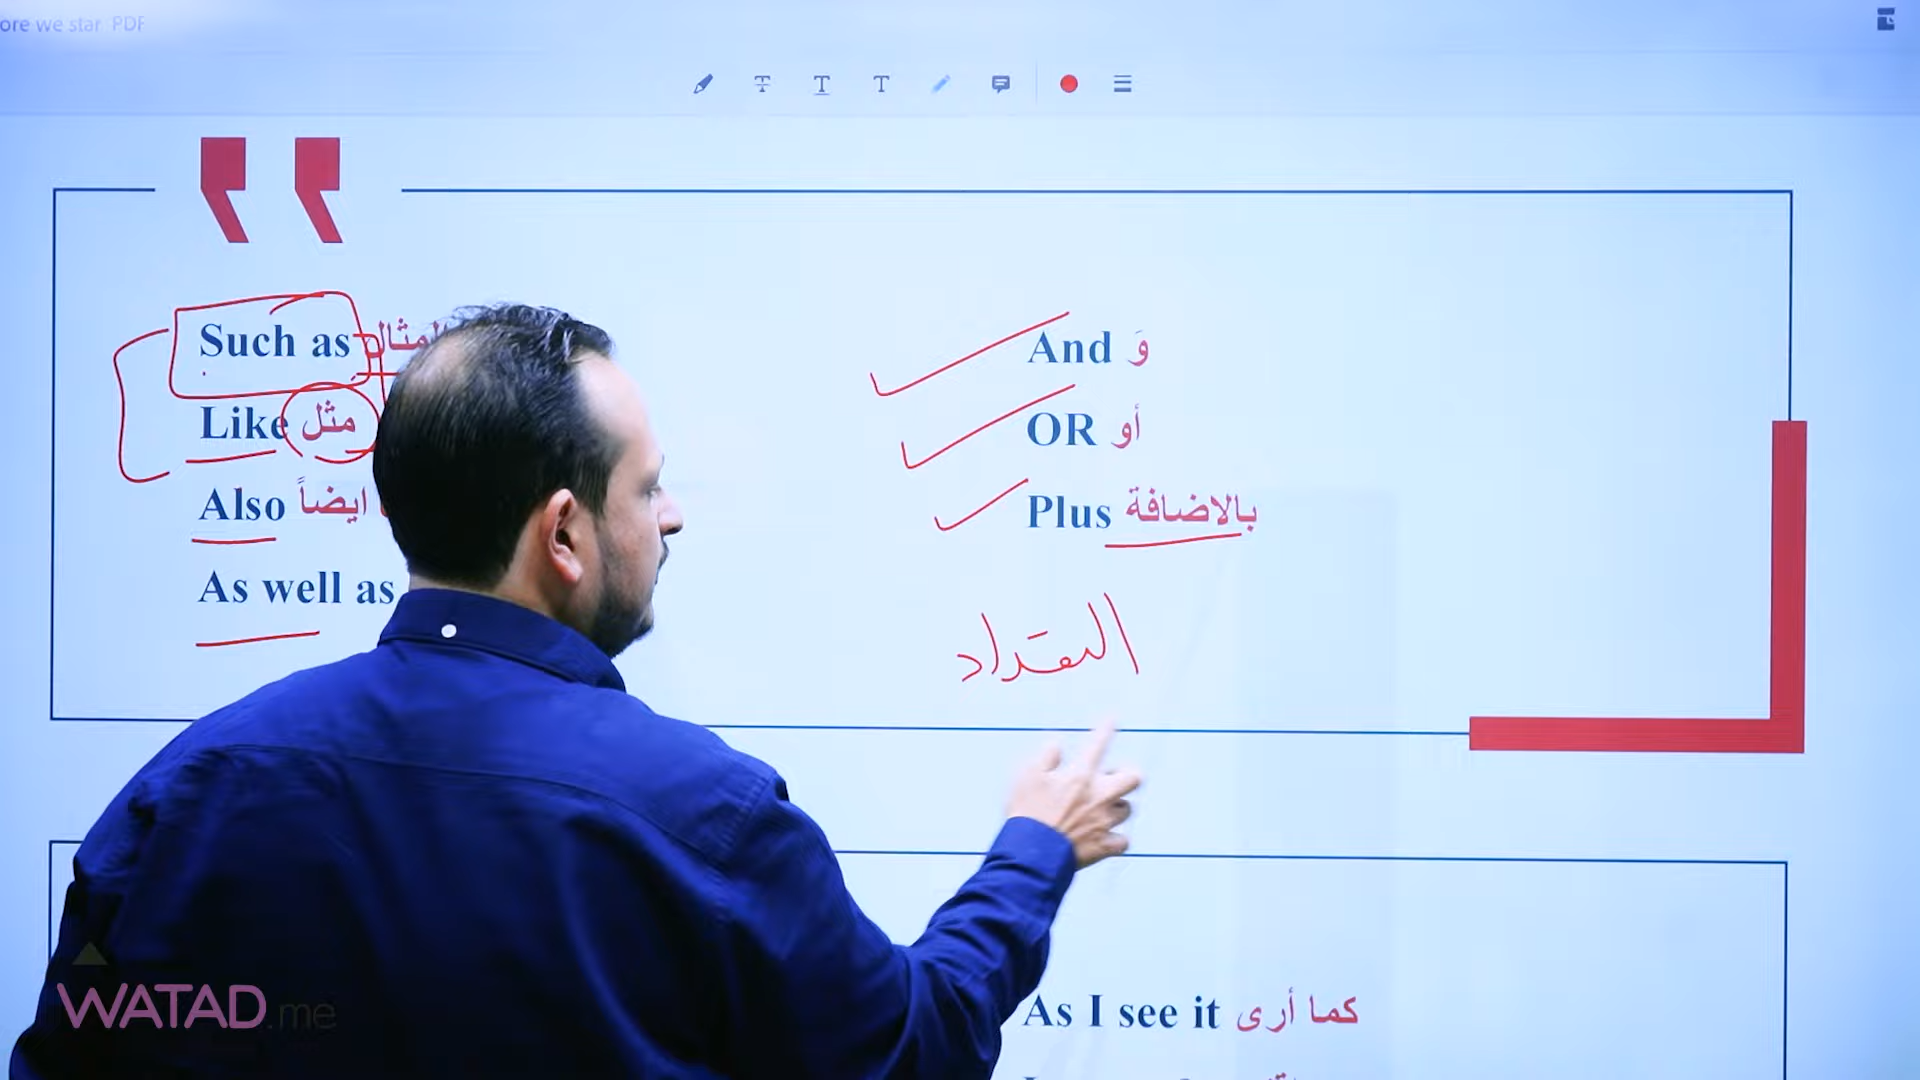 ore we star PDF
Such as المثال
Like مثل
Also ايضاً
As well as
And وَ
OR أو
Plus بالاضافة
As I see it كما أرى
WATAD.me